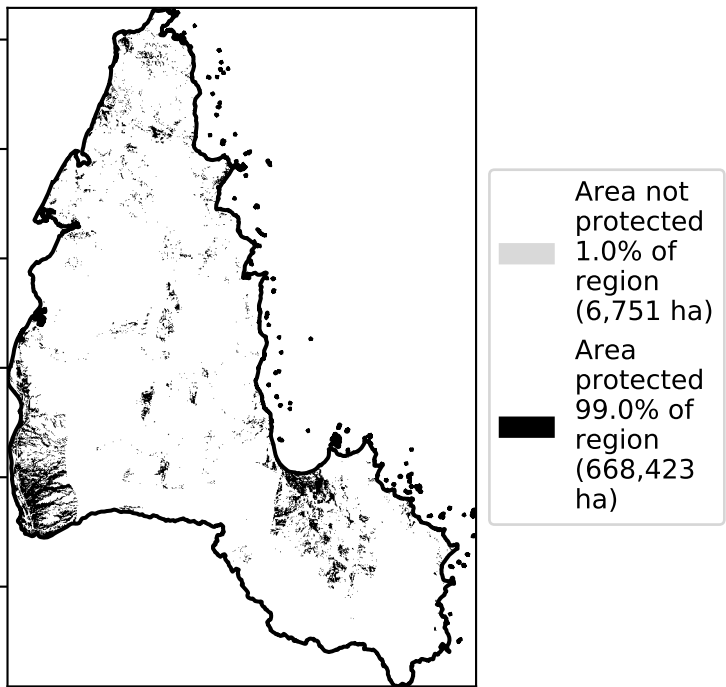 Area not
protected
1.0% of
region
(6,751 ha)
Area
protected
99.0% of
region
(668,423
ha)